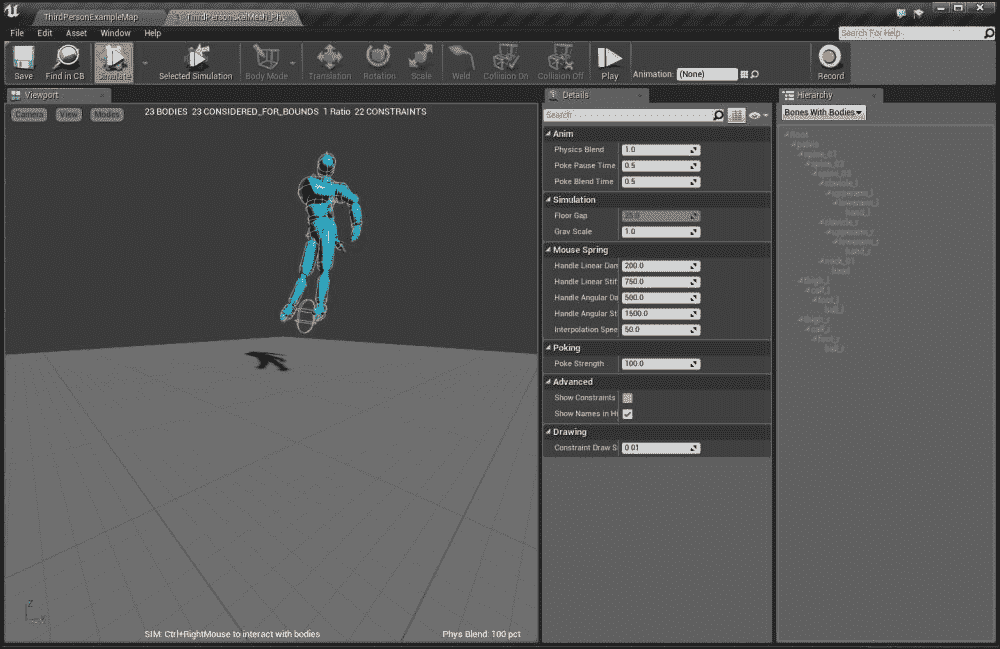 ThirdPersonExampleMap
ThirdPersonSkelMesh_Phy
File Edit Asset Window Help
Search For Help
Save
Find in CB
Simulate
Selected Simulation
Body Mode
Translation
Rotation
Scale
Weld
Collision On
Collision Off
Play
Animation: (None)
Record
Viewport
Camera View Modes
23 BODIES 23 CONSIDERED_FOR_BOUNDS 1 Ratio 22 CONSTRAINTS
Z
X
SIM: Ctrl+RightMouse to interact with bodies
Phys Blend: 100 pct
Details
Search
Anim
Physics Blend 1.0
Poke Pause Time 0.5
Poke Blend Time 0.5
Simulation
Floor Gap
Grav Scale 1.0
Mouse Spring
Handle Linear Dan 200.0
Handle Linear Stif 750.0
Handle Angular Da 500.0
Handle Angular St 1500.0
Interpolation Spee 50.0
Poking
Poke Strength 100.0
Advanced
Show Constraints
Show Names in Hi
Drawing
Constraint Draw S 0.01
Hierarchy
Bones With Bodies
Root
pelvis
spine_01
spine_02
spine_03
clavicle_l
upperarm_l
lowerarm_l
hand_l
clavicle_r
upperarm_r
lowerarm_r
hand_r
neck_01
head
thigh_l
calf_l
foot_l
ball_l
thigh_r
calf_r
foot_r
ball_r